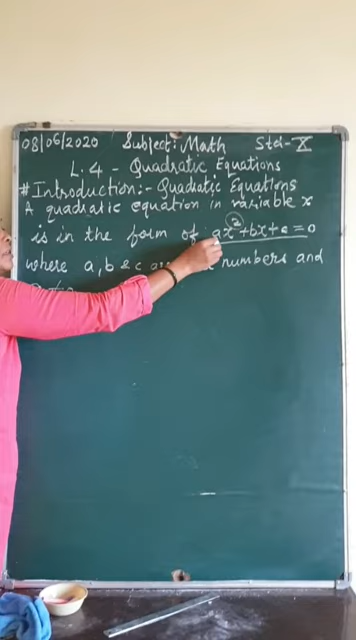 08/06/2020 Subject: Math Std - X
L. 4 - Quadratic Equations
# Introduction:- Quadratic Equations
A quadratic equation in variable x
is in the form of ax² + bx + c = 0
where a, b & c are numbers and